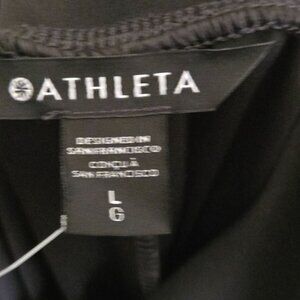 ATHLETA
DESIGNED IN
SAN FRANCISCO
CONÇU À
SAN FRANCISCO
L
G